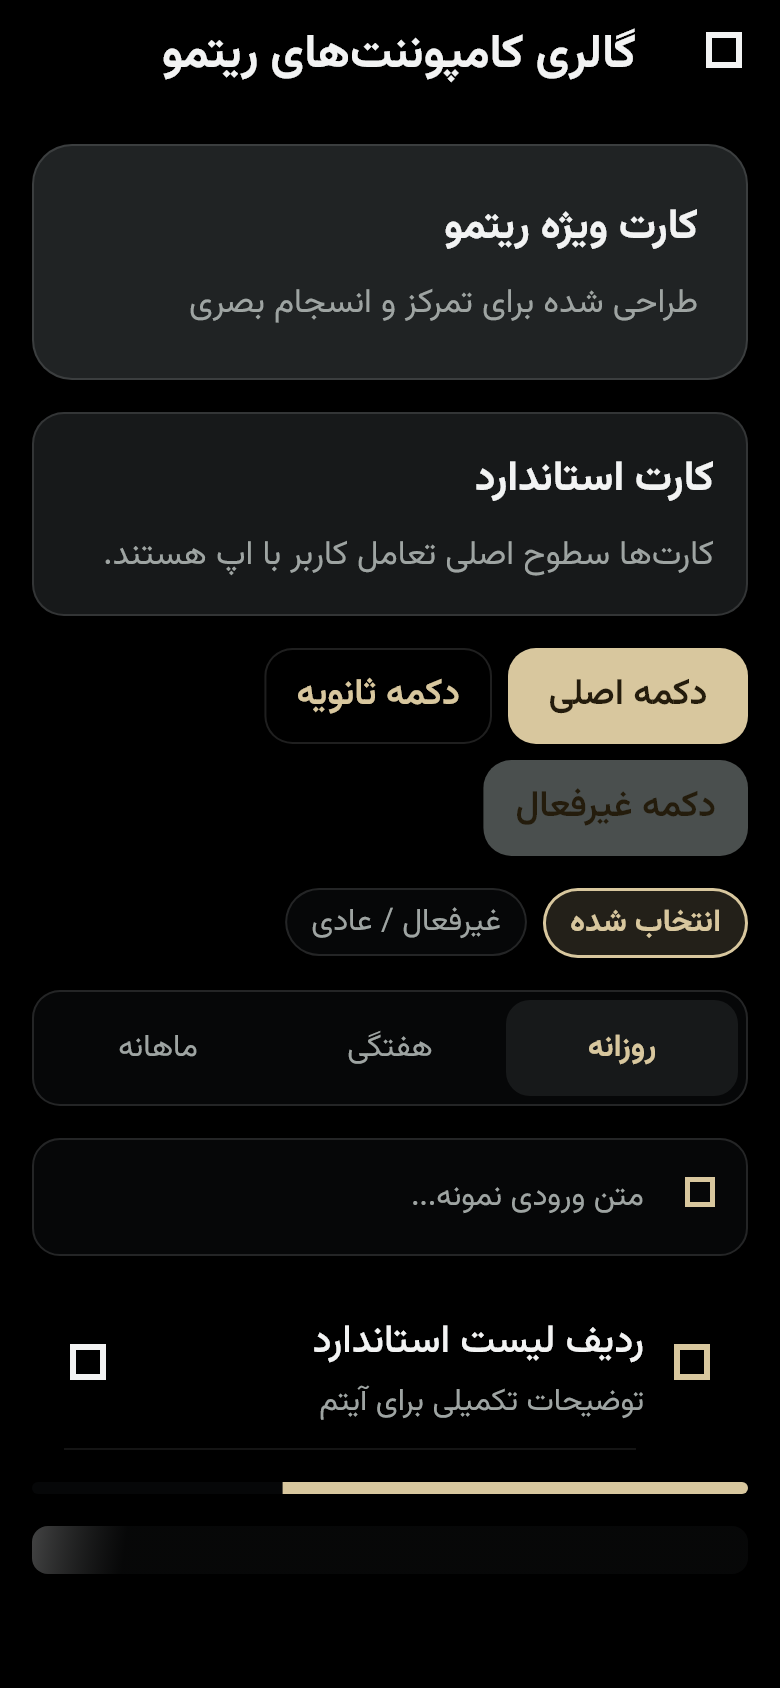 گالری کامپوننت‌های ریتمو
کارت ویژه ریتمو
طراحی شده برای تمرکز و انسجام بصری
کارت استاندارد
کارت‌ها سطوح اصلی تعامل کاربر با اپ هستند.
دکمه اصلی
دکمه ثانویه
دکمه غیرفعال
انتخاب شده
غیرفعال / عادی
روزانه
هفتگی
ماهانه
متن ورودی نمونه...
ردیف لیست استاندارد
توضیحات تکمیلی برای آیتم